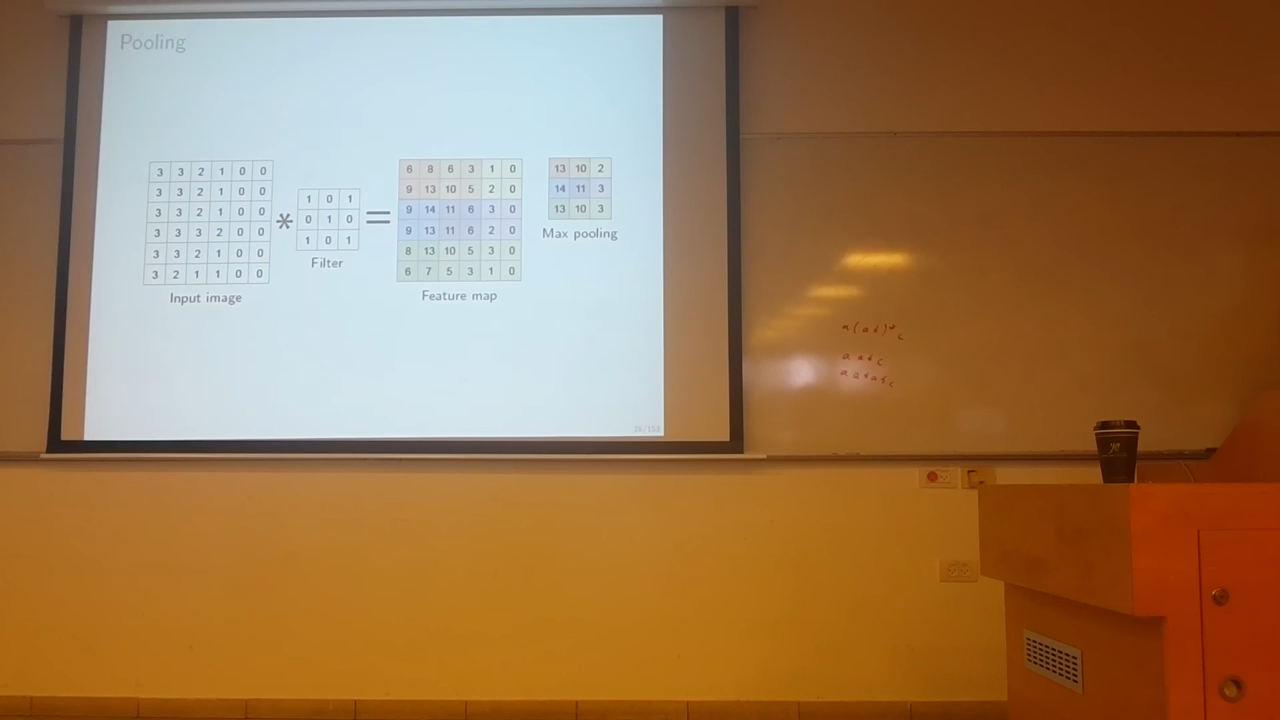 Pooling
3 3 2 1 0 0
3 3 2 1 0 0
3 3 2 1 0 0
3 3 3 2 0 0
3 3 2 1 0 0
3 2 1 1 0 0
Input image
*
1 0 1
0 1 0
1 0 1
Filter
=
6 8 6 3 1 0
9 13 10 5 2 0
9 14 11 6 3 0
9 13 11 6 2 0
8 13 10 5 3 0
6 7 5 3 1 0
Feature map
13 10 2
14 11 3
13 10 3
Max pooling